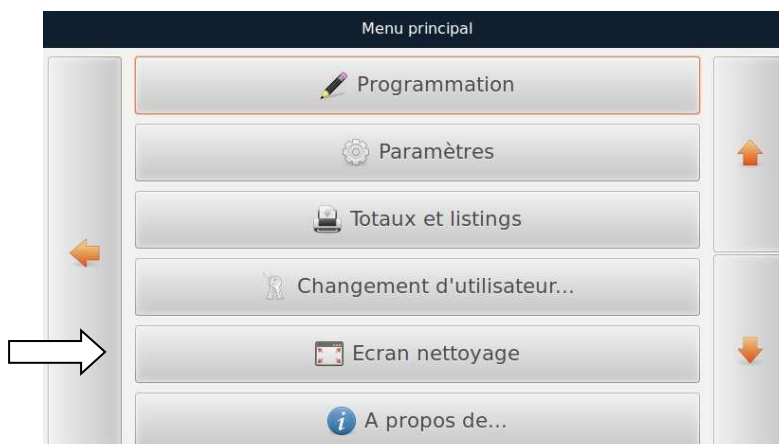 Menu principal
Programmation
Paramètres
Totaux et listings
Changement d'utilisateur...
Ecran nettoyage
A propos de...